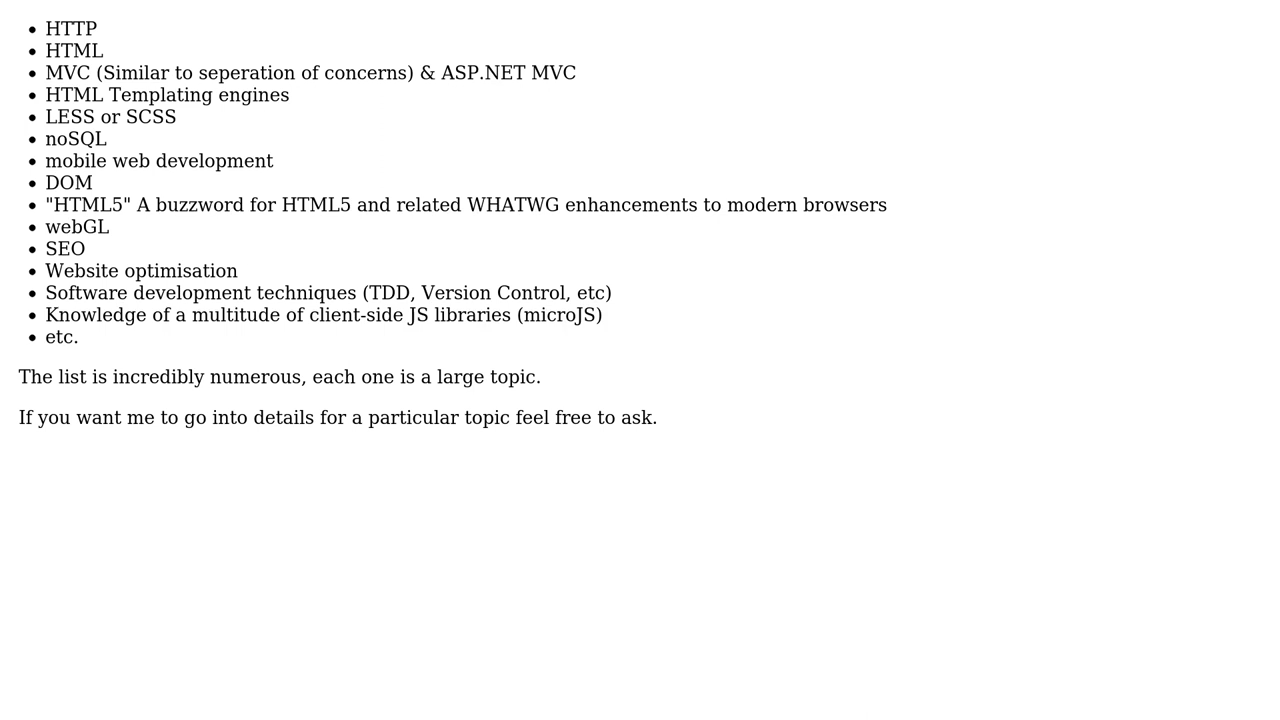 HTTP
HTML
MVC (Similar to seperation of concerns) & ASP.NET MVC
HTML Templating engines
LESS or SCSS
noSQL
mobile web development
DOM
"HTML5" A buzzword for HTML5 and related WHATWG enhancements to modern browsers
webGL
SEO
Website optimisation
Software development techniques (TDD, Version Control, etc)
Knowledge of a multitude of client-side JS libraries (microJS)
etc.
The list is incredibly numerous, each one is a large topic.
If you want me to go into details for a particular topic feel free to ask.